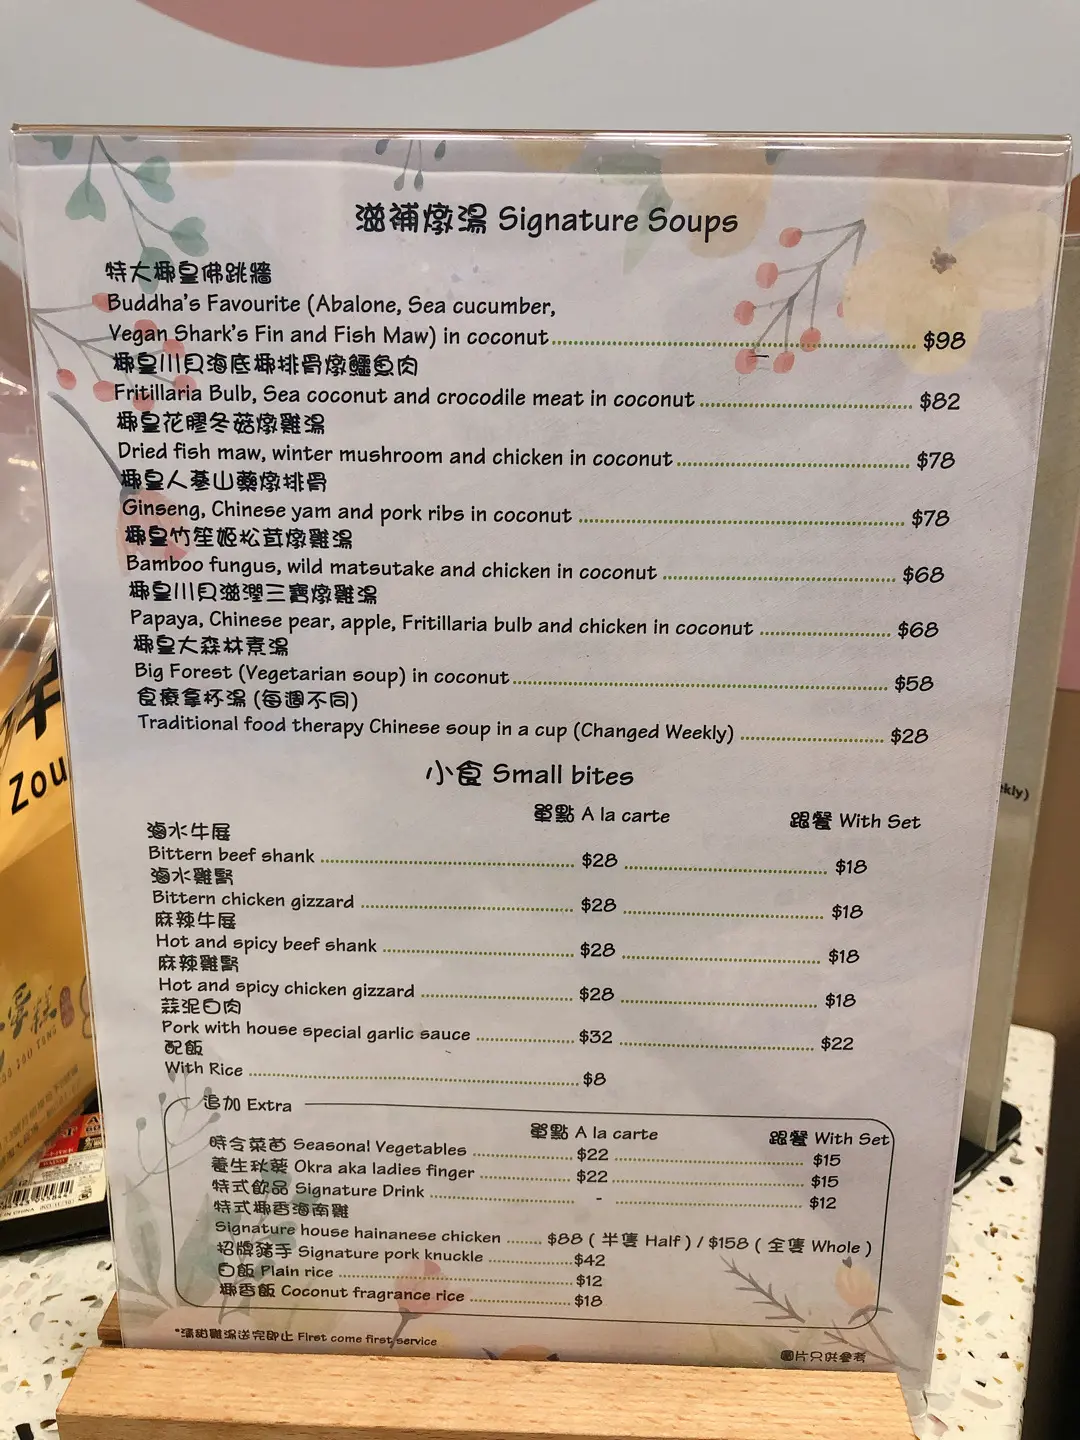 滋補燉湯 Signature Soups
特大椰皇佛跳牆
Buddha's Favourite (Abalone, Sea cucumber,
Vegan Shark's Fin and Fish Maw) in coconut $98
椰皇川貝海底椰排骨燉鱷魚肉
Fritillaria Bulb, Sea coconut and crocodile meat in coconut $82
椰皇花膠冬菇燉雞湯
Dried fish maw, winter mushroom and chicken in coconut $78
椰皇人蔘山藥燉排骨
Ginseng, Chinese yam and pork ribs in coconut $78
椰皇竹笙姬松茸燉雞湯
Bamboo fungus, wild matsutake and chicken in coconut $68
椰皇川貝滋潤三寶燉雞湯
Papaya, Chinese pear, apple, Fritillaria bulb and chicken in coconut $68
椰皇大森林素湯
Big Forest (Vegetarian soup) in coconut $58
食療拿杯湯 (每週不同)
Traditional food therapy Chinese soup in a cup (Changed Weekly) $28
小食 Small bites
單點 A la carte 跟餐 With Set
滷水牛展
Bittern beef shank $28 $18
滷水雞腎
Bittern chicken gizzard $28 $18
麻辣牛展
Hot and spicy beef shank $28 $18
麻辣雞腎
Hot and spicy chicken gizzard $28 $18
蒜泥白肉
Pork with house special garlic sauce $32 $22
配飯
With Rice $8
追加 Extra
單點 A la carte 跟餐 With Set
時令菜苗 Seasonal Vegetables $22 $15
養生秋葵 Okra aka ladies finger $22 $15
特式飲品 Signature Drink - $12
特式椰香海南雞
Signature house hainanese chicken $88 (半隻 Half) / $158 (全隻 Whole)
招牌豬手 Signature pork knuckle $42
白飯 Plain rice $12
椰香飯 Coconut fragrance rice $18
*清甜雞湯送完即止 First come first service
圖片只供參考
Zou
kly)